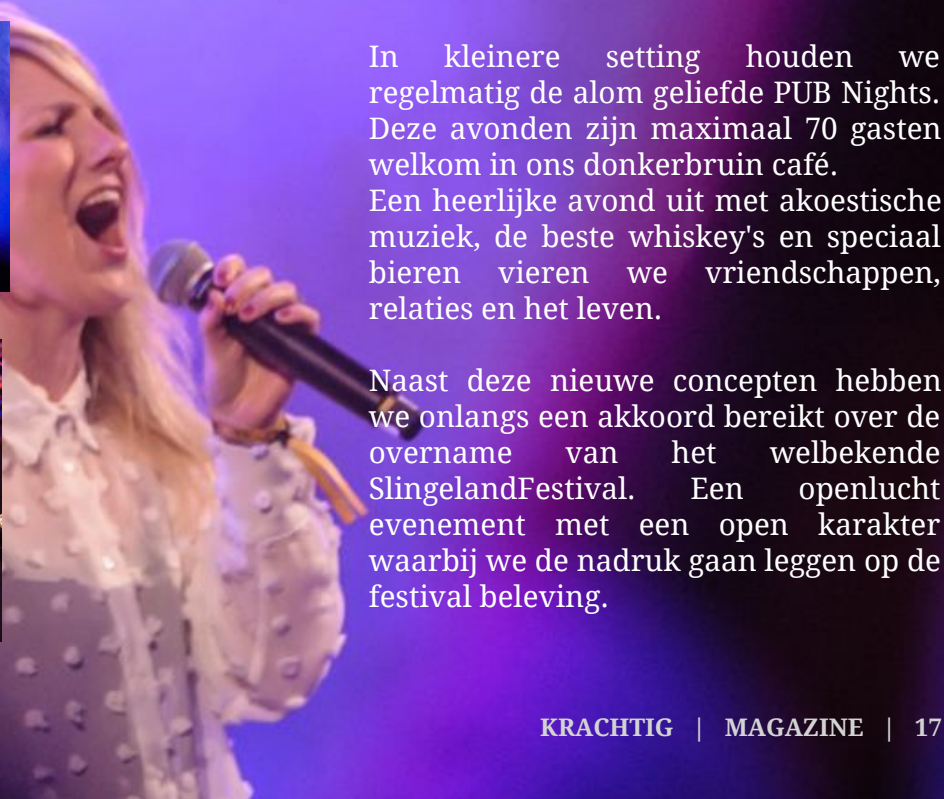 In kleinere setting houden we
regelmatig de alom geliefde PUB Nights.
Deze avonden zijn maximaal 70 gasten
welkom in ons donkerbruin café.
Een heerlijke avond uit met akoestische
muziek, de beste whiskey's en speciaal
bieren vieren we vriendschappen,
relaties en het leven.
Naast deze nieuwe concepten hebben
we onlangs een akkoord bereikt over de
overname van het welbekende
SlingelandFestival. Een openlucht
evenement met een open karakter
waarbij we de nadruk gaan leggen op de
festival beleving.
KRACHTIG | MAGAZINE | 17